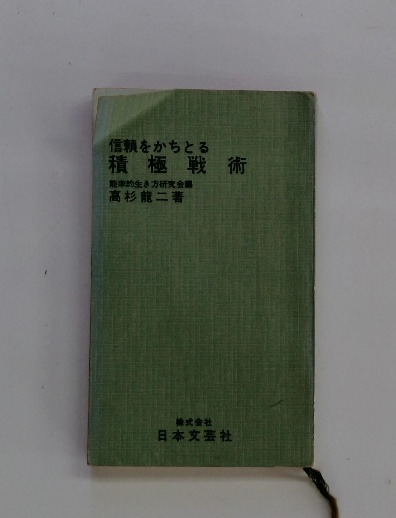 信頼をかちとる
積極戦術
能率的生き方研究会編
高杉龍二著
株式会社
日本文芸社